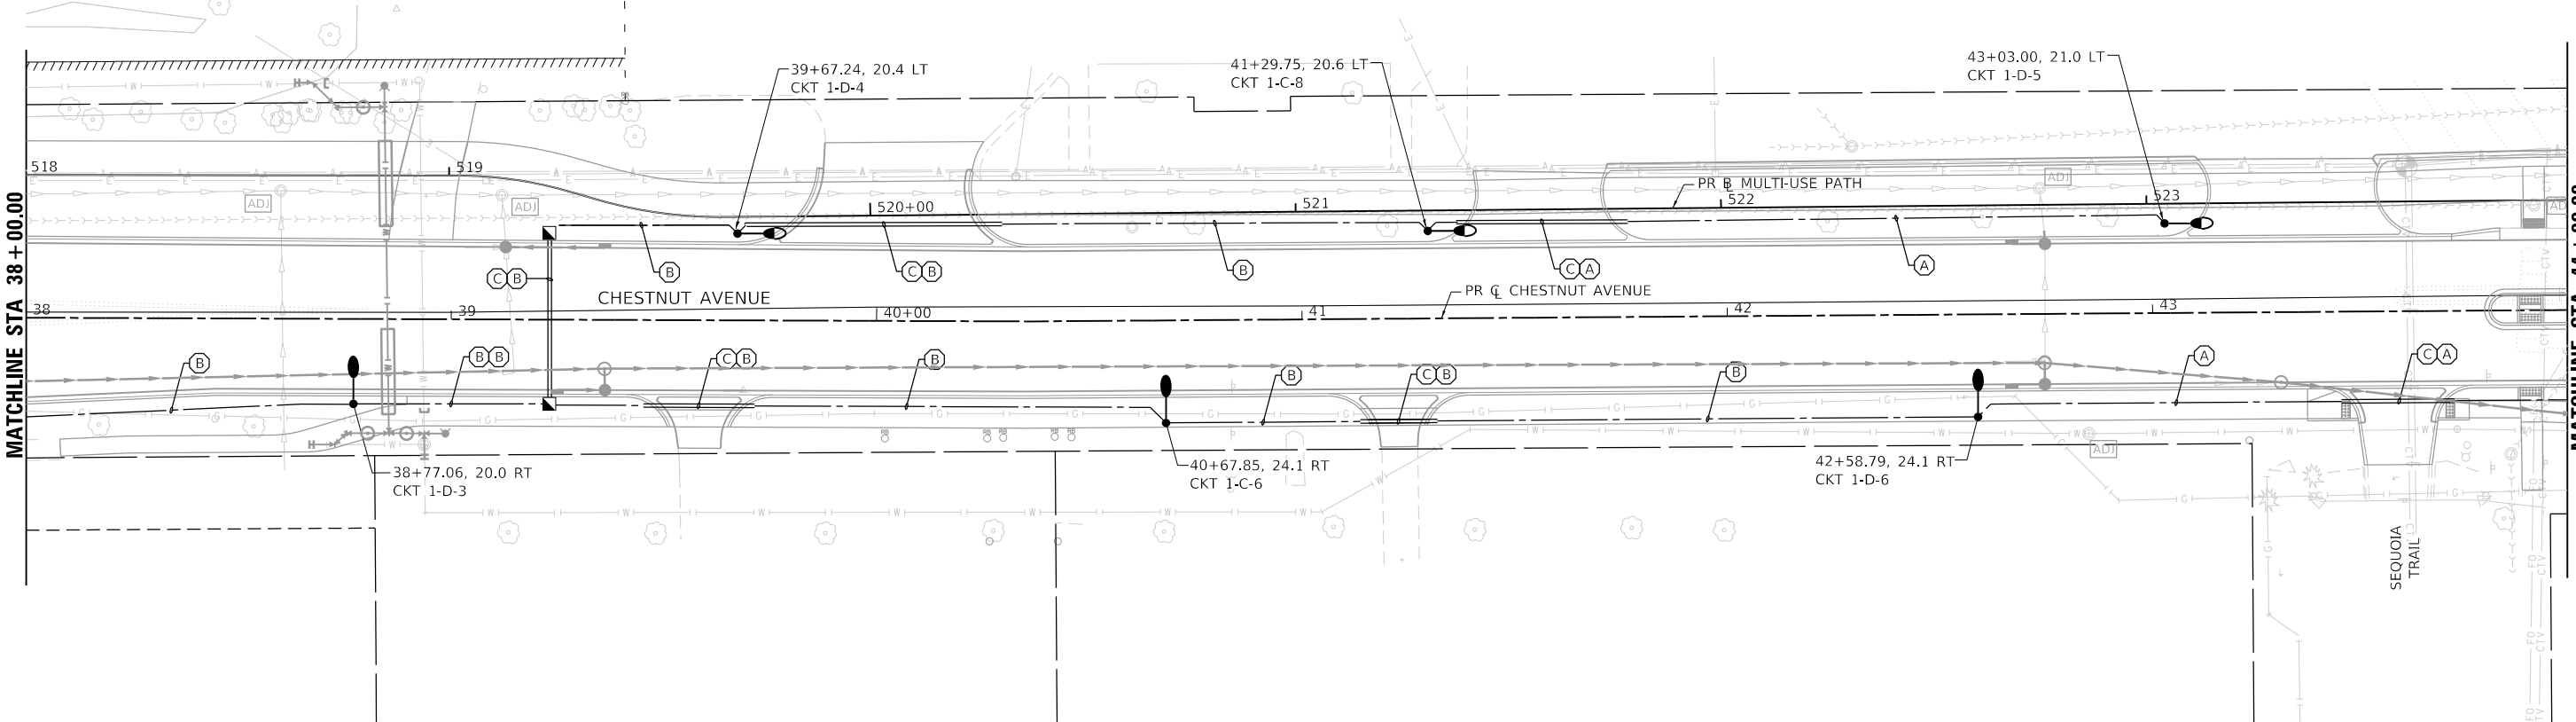 39+67.24, 20.4 LT
CKT 1-D-4
41+29.75, 20.6 LT
CKT 1-C-8
43+03.00, 21.0 LT
CKT 1-D-5
518
519
520+00
521
522
523
PR BL MULTI-USE PATH
ADJ
ADJ
ADJ
B
C B
B
C A
A
C B
CHESTNUT AVENUE
PR CL CHESTNUT AVENUE
38
39
40+00
41
42
43
MATCHLINE STA 38+00.00
B
B B
C B
B
B
C B
B
A
C A
38+77.06, 20.0 RT
CKT 1-D-3
40+67.85, 24.1 RT
CKT 1-C-6
42+58.79, 24.1 RT
CKT 1-D-6
ADJ
SEQUOIA
TRAIL